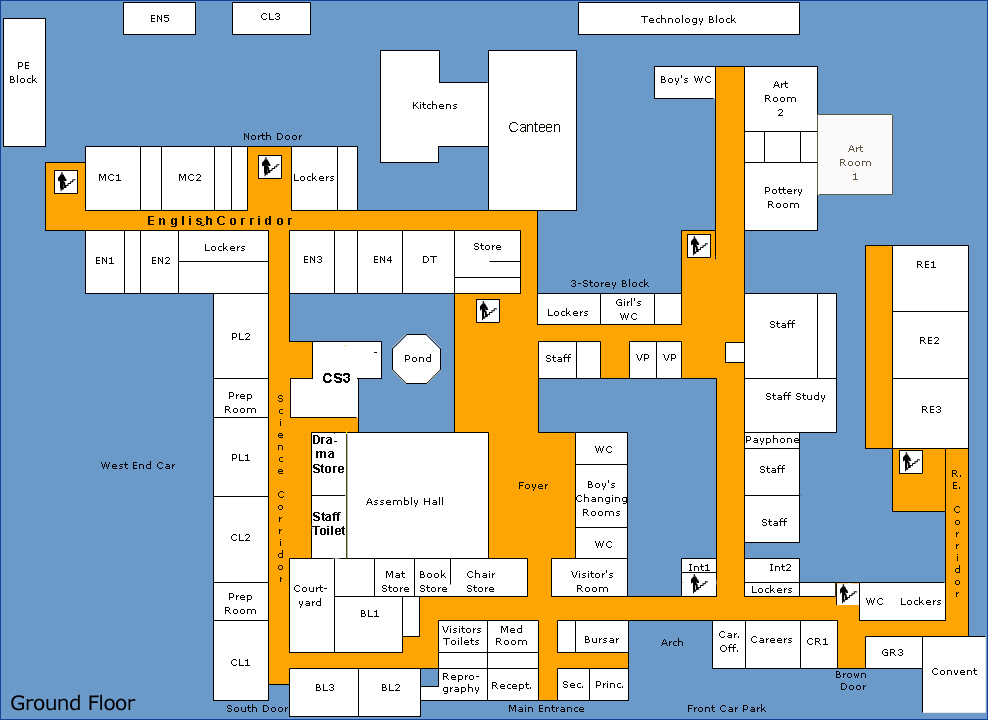 EN5
CL3
Technology Block
PE
Block
Boy's WC
Art
Room
2
Kitchens
Canteen
North Door
Art
Room
1
MC1
MC2
Lockers
Pottery
Room
English Corridor
EN1
EN2
Lockers
EN3
EN4
DT
Store
RE1
3-Storey Block
Lockers
Girl's
WC
Staff
PL2
Pond
Staff
VP
VP
RE2
CS3
Prep
Room
Staff Study
RE3
Science Corridor
Drama
Store
Payphone
WC
PL1
West End Car
Staff
R.E. Corridor
Foyer
Boy's
Changing
Rooms
Assembly Hall
Staff
Toilet
Staff
CL2
WC
Int1
Int2
Court-
yard
Mat
Store
Book
Store
Chair
Store
Visitor's
Room
Lockers
Prep
Room
BL1
WC
Lockers
Visitors
Toilets
Med
Room
Bursar
Arch
Car.
Off.
Careers
CR1
GR3
CL1
Convent
Brown
Door
Repro-
graphy
Recept.
Sec.
Princ.
BL3
BL2
Ground Floor
South Door
Main Entrance
Front Car Park